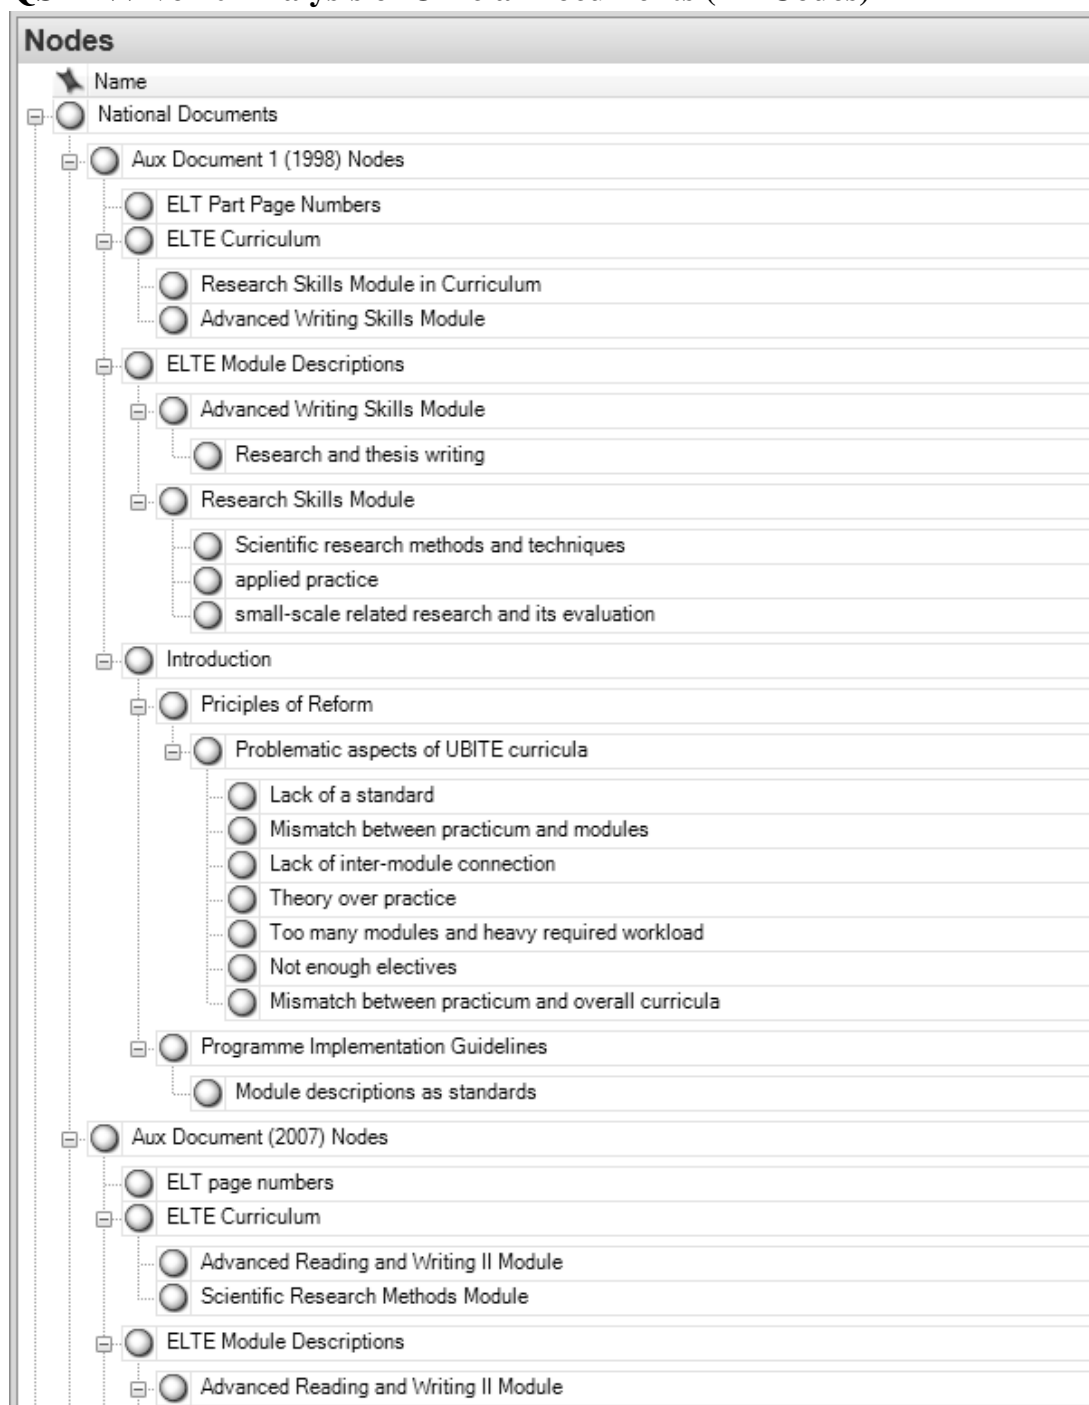 Nodes
Name
National Documents
Aux Document 1 (1998) Nodes
ELT Part Page Numbers
ELTE Curriculum
Research Skills Module in Curriculum
Advanced Writing Skills Module
ELTE Module Descriptions
Advanced Writing Skills Module
Research and thesis writing
Research Skills Module
Scientific research methods and techniques
applied practice
small-scale related research and its evaluation
Introduction
Priciples of Reform
Problematic aspects of UBITE curricula
Lack of a standard
Mismatch between practicum and modules
Lack of inter-module connection
Theory over practice
Too many modules and heavy required workload
Not enough electives
Mismatch between practicum and overall curricula
Programme Implementation Guidelines
Module descriptions as standards
Aux Document (2007) Nodes
ELT page numbers
ELTE Curriculum
Advanced Reading and Writing II Module
Scientific Research Methods Module
ELTE Module Descriptions
Advanced Reading and Writing II Module